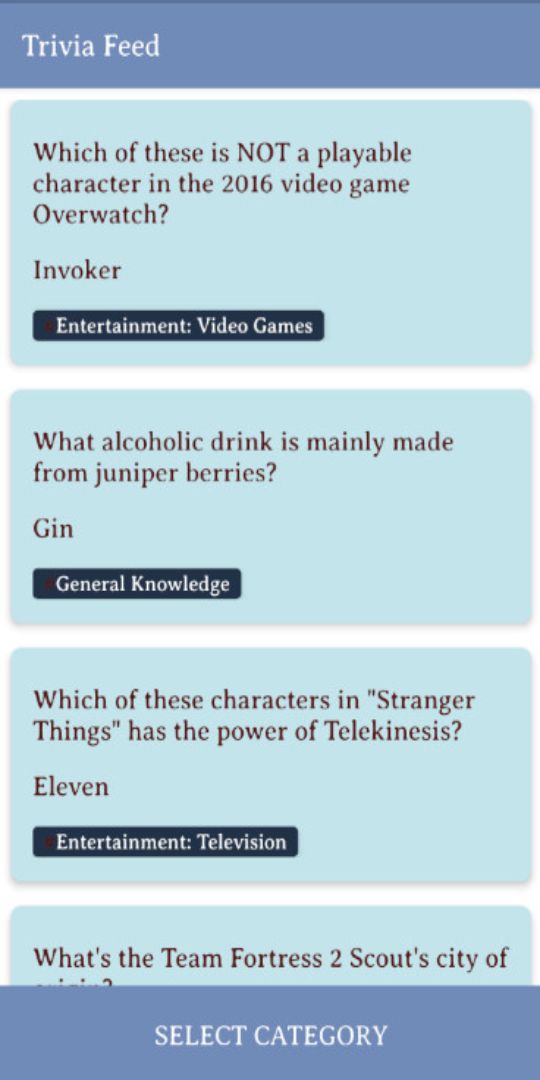 Trivia Feed
Which of these is NOT a playable
character in the 2016 video game
Overwatch?
Invoker
Entertainment: Video Games
What alcoholic drink is mainly made
from juniper berries?
Gin
General Knowledge
Which of these characters in "Stranger
Things" has the power of Telekinesis?
Eleven
Entertainment: Television
What's the Team Fortress 2 Scout's city of
origin?
SELECT CATEGORY